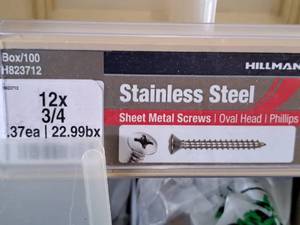 Box/100
H823712
HILLMAN
12x
3/4
.37ea | 22.99bx
Stainless Steel
Sheet Metal Screws | Oval Head | Phillips